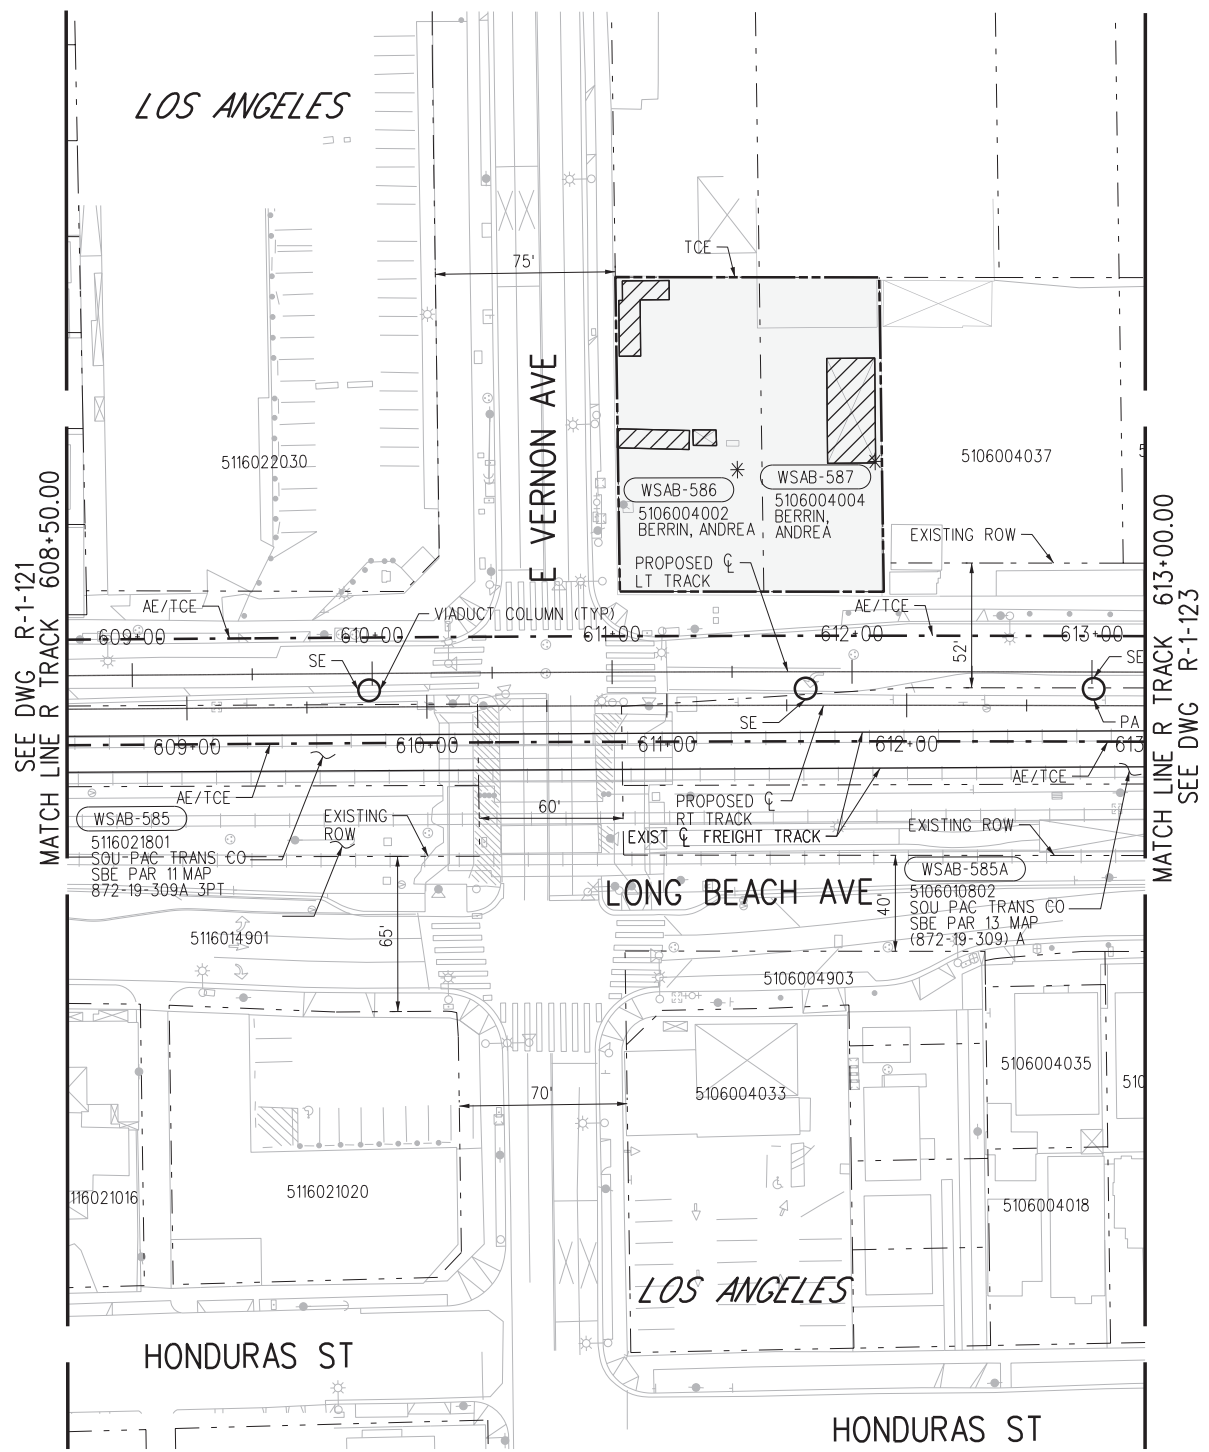 LOS ANGELES
TCE
75'
E VERNON AVE
5116022030
5106004037
WSAB-586
5106004002
BERRIN, ANDREA
WSAB-587
5106004004
BERRIN,
ANDREA
EXISTING ROW
PROPOSED CL
LT TRACK
SEE DWG R-1-121
MATCH LINE R TRACK 608+50.00
MATCH LINE R TRACK 613+00.00
SEE DWG R-1-123
AE/TCE
VIADUCT COLUMN (TYP)
AE/TCE
609+00
610+00
611+00
612+00
613+00
52'
SE
SE
SE
PA
609+00
610+00
611+00
612+00
613
AE/TCE
AE/TCE
60'
WSAB-585
5116021801
SOU-PAC TRANS CO
SBE PAR 11 MAP
872-19-309A 3PT
EXISTING
ROW
PROPOSED CL
RT TRACK
EXIST CL FREIGHT TRACK
EXISTING ROW
WSAB-585A
5106010802
SOU PAC TRANS CO
SBE PAR 13 MAP
(872-19-309) A
LONG BEACH AVE
40'
65'
5116014901
5106004903
5106004035
510
5106004033
70'
116021016
5116021020
5106004018
LOS ANGELES
HONDURAS ST
HONDURAS ST